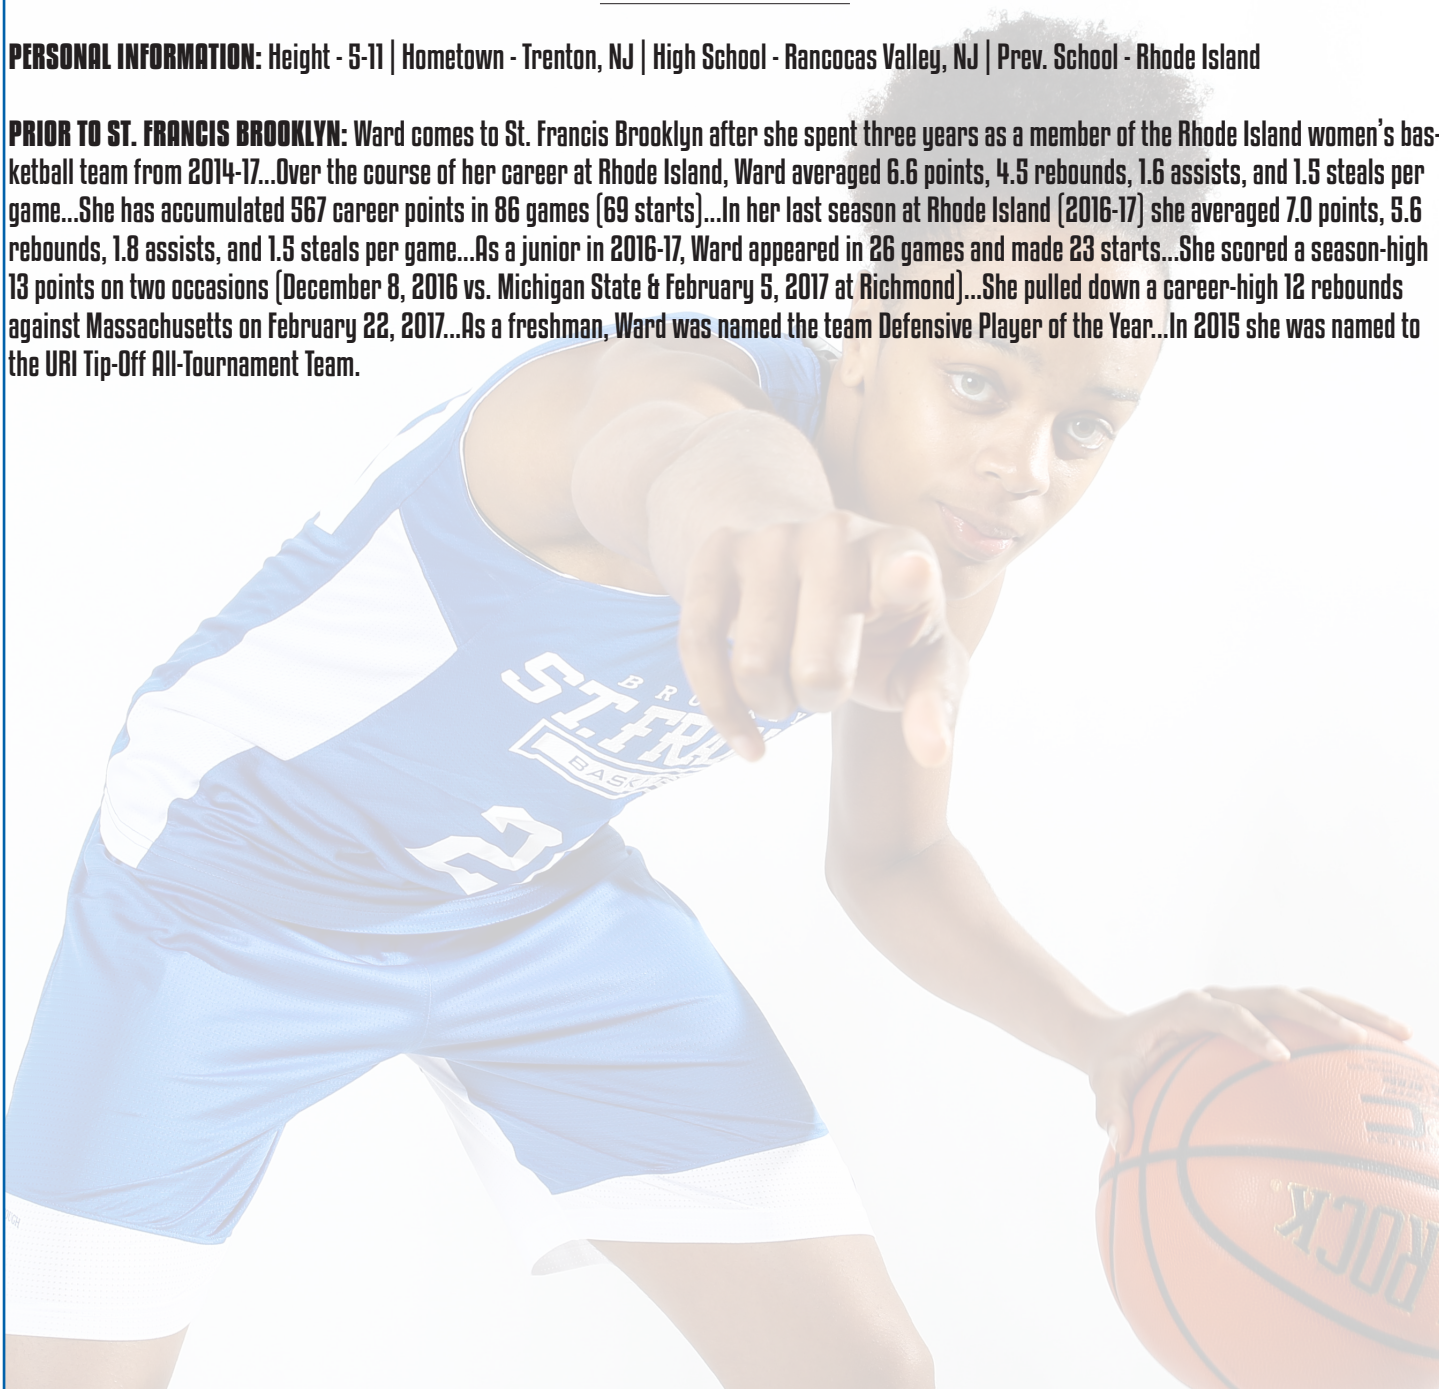 PERSONAL INFORMATION: Height - 5-11 | Hometown - Trenton, NJ | High School - Rancocas Valley, NJ | Prev. School - Rhode Island
PRIOR TO ST. FRANCIS BROOKLYN: Ward comes to St. Francis Brooklyn after she spent three years as a member of the Rhode Island women's bas-
ketball team from 2014-17...Over the course of her career at Rhode Island, Ward averaged 6.6 points, 4.5 rebounds, 1.6 assists, and 1.5 steals per
game...She has accumulated 567 career points in 86 games (69 starts)...In her last season at Rhode Island (2016-17) she averaged 7.0 points, 5.6
rebounds, 1.8 assists, and 1.5 steals per game...As a junior in 2016-17, Ward appeared in 26 games and made 23 starts...She scored a season-high
13 points on two occasions (December 8, 2016 vs. Michigan State & February 5, 2017 at Richmond)...She pulled down a career-high 12 rebounds
against Massachusetts on February 22, 2017...As a freshman, Ward was named the team Defensive Player of the Year...In 2015 she was named to
the URI Tip-Off All-Tournament Team.
ST.
2
ROCK